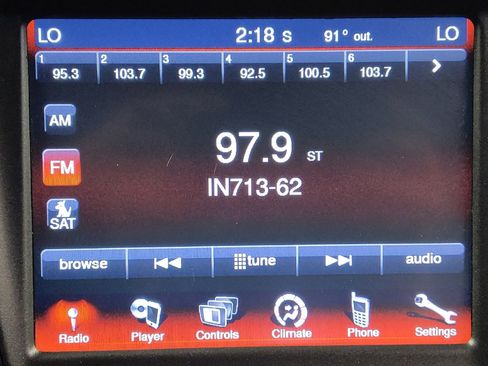 LO 2:18 S 91° out. LO
1 2 3 4 5 6
95.3 103.7 99.3 92.5 100.5 103.7
AM
97.9 ST
FM
IN713-62
SAT
browse tune audio
Radio Player Controls Climate Phone Settings